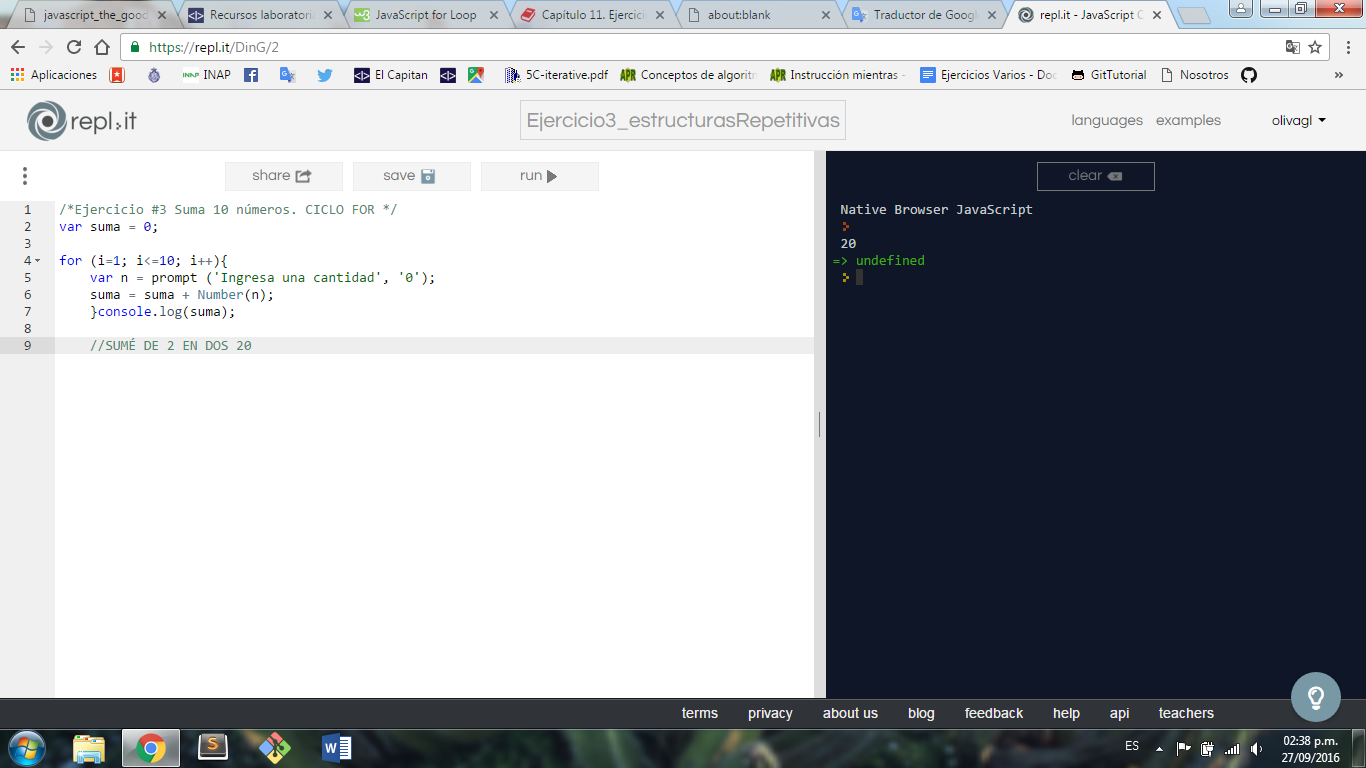 javascript_the_good
Recursos laboratori
JavaScript for Loop
Capítulo 11. Ejercici
about:blank
Traductor de Googl
repl.it - JavaScript C
https://repl.it/DinG/2
Aplicaciones
INAP
El Capitan
5C-iterative.pdf
Conceptos de algoritm
Instrucción mientras -
Ejercicios Varios - Doc
GitTutorial
Nosotros
»
repl.it
Ejercicio3_estructurasRepetitivas
languages examples olivagl
share save run
clear
1 /*Ejercicio #3 Suma 10 números. CICLO FOR */
2 var suma = 0;
3
4 for (i=1; i<=10; i++){
5 var n = prompt ('Ingresa una cantidad', '0');
6 suma = suma + Number(n);
7 }console.log(suma);
8
9 //SUMÉ DE 2 EN DOS 20
Native Browser JavaScript
20
=> undefined
terms privacy about us blog feedback help api teachers
ES
02:38 p.m.
27/09/2016